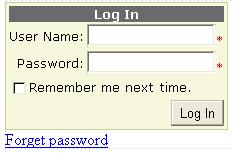 Log In
User Name: *
Password: *
Remember me next time.
Log In
Forget password